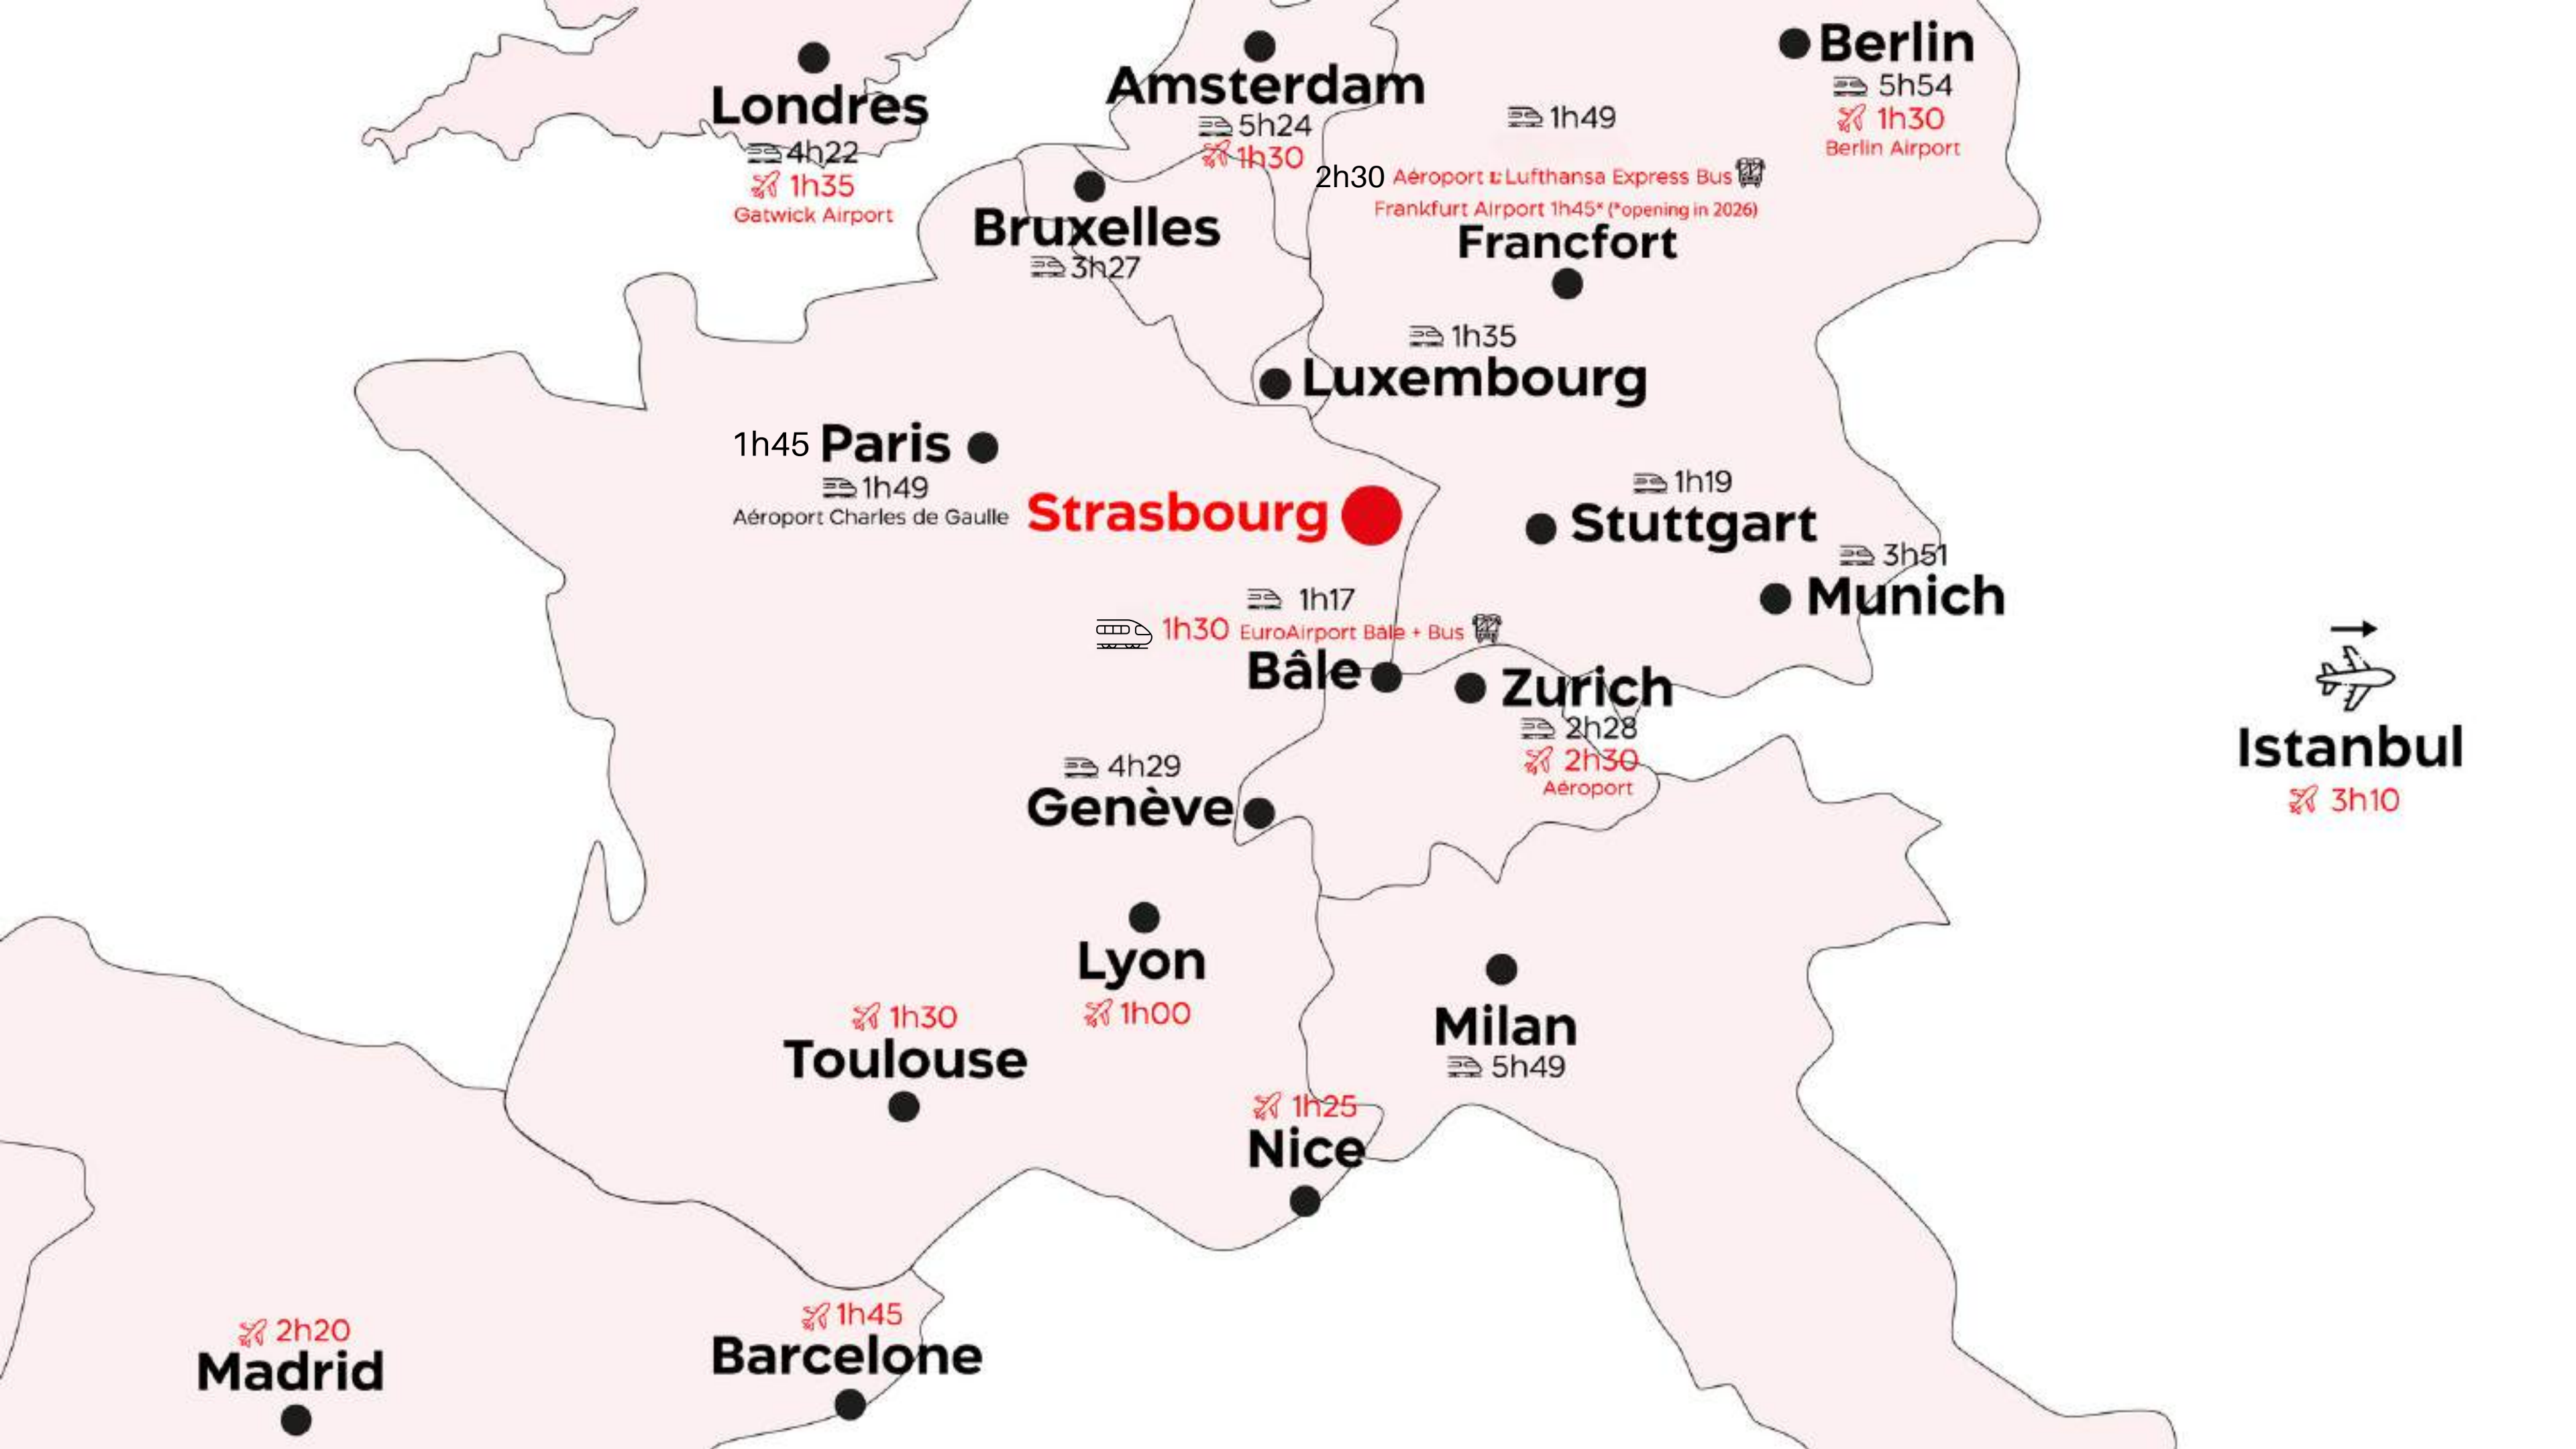 Londres
4h22
1h35
Gatwick Airport
Amsterdam
5h24
1h30
Berlin
5h54
1h30
Berlin Airport
Bruxelles
3h27
1h49
2h30 Aéroport Lufthansa Express Bus
Frankfurt Airport 1h45* (*opening in 2026)
Francfort
1h35
Luxembourg
1h45 Paris
1h49
Aéroport Charles de Gaulle
Strasbourg
1h19
Stuttgart
3h51
Munich
1h17
1h30 EuroAirport Bâle + Bus
Bâle
Zurich
2h28
2h30
Aéroport
Istanbul
3h10
4h29
Genève
Lyon
1h00
1h30
Toulouse
Milan
5h49
1h25
Nice
2h20
Madrid
1h45
Barcelone